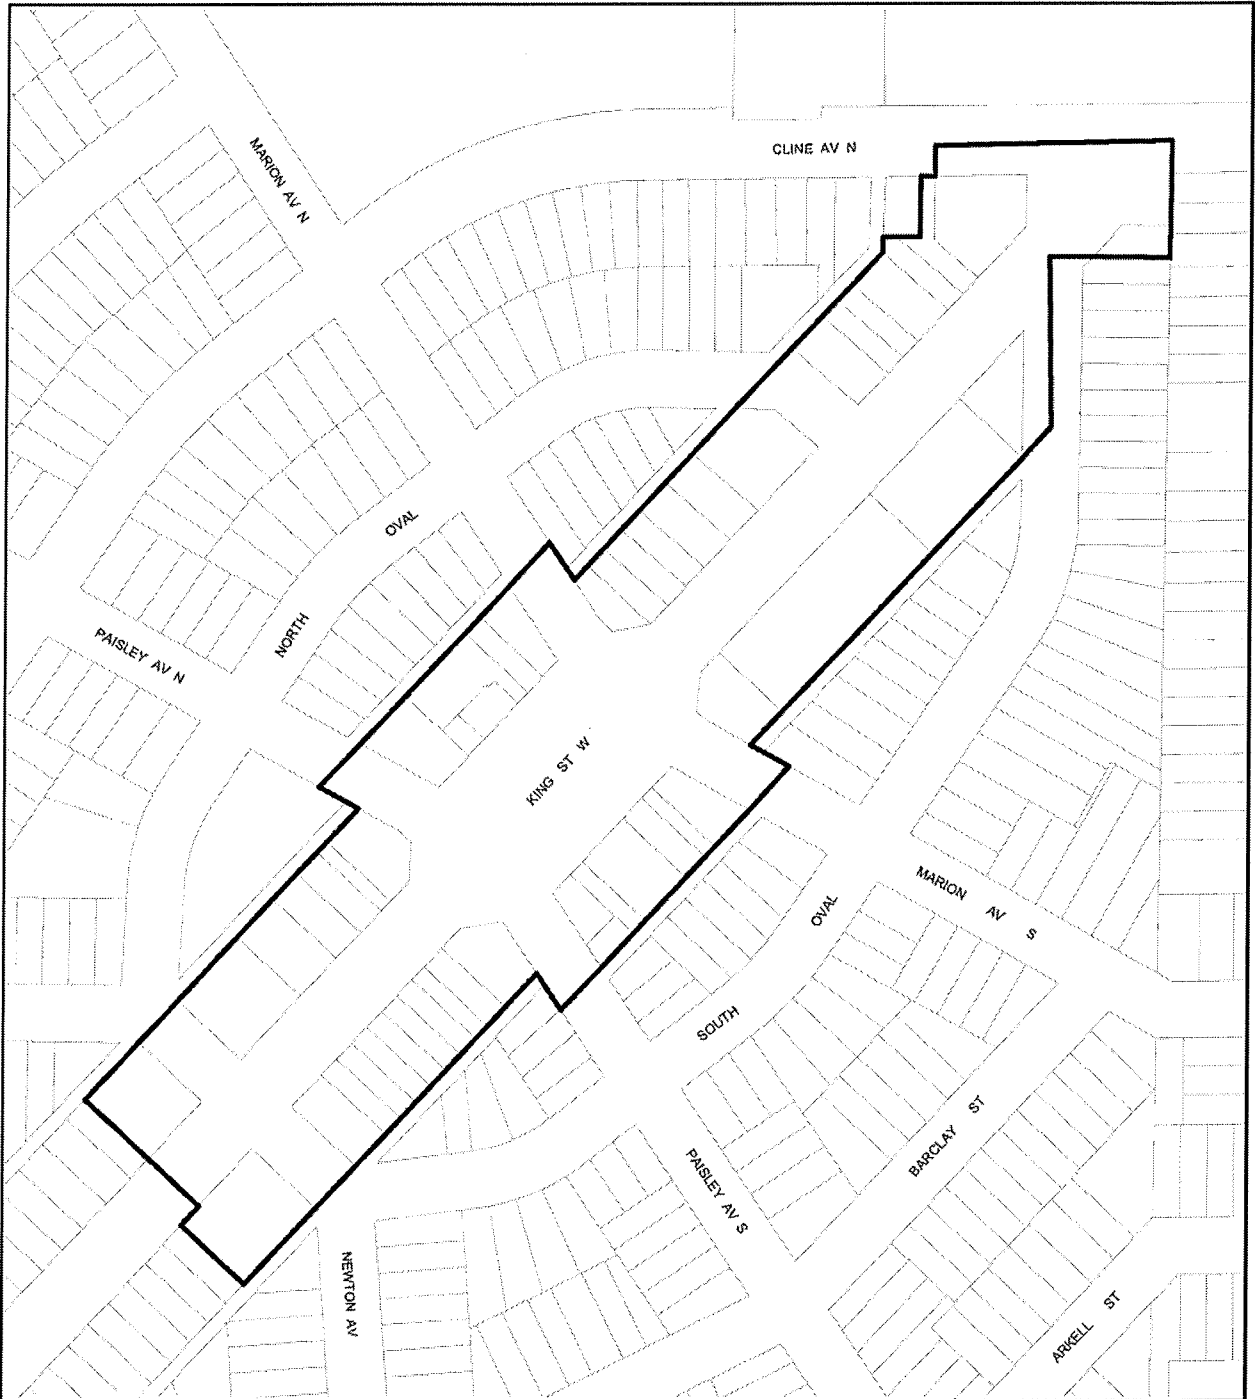 CLINE AV N
MARION AV N
OVAL
NORTH
PAISLEY AV N
KING ST W
MARION AV S
OVAL
SOUTH
BARCLAY ST
PAISLEY AV S
NEWTON AV
ARKELL ST